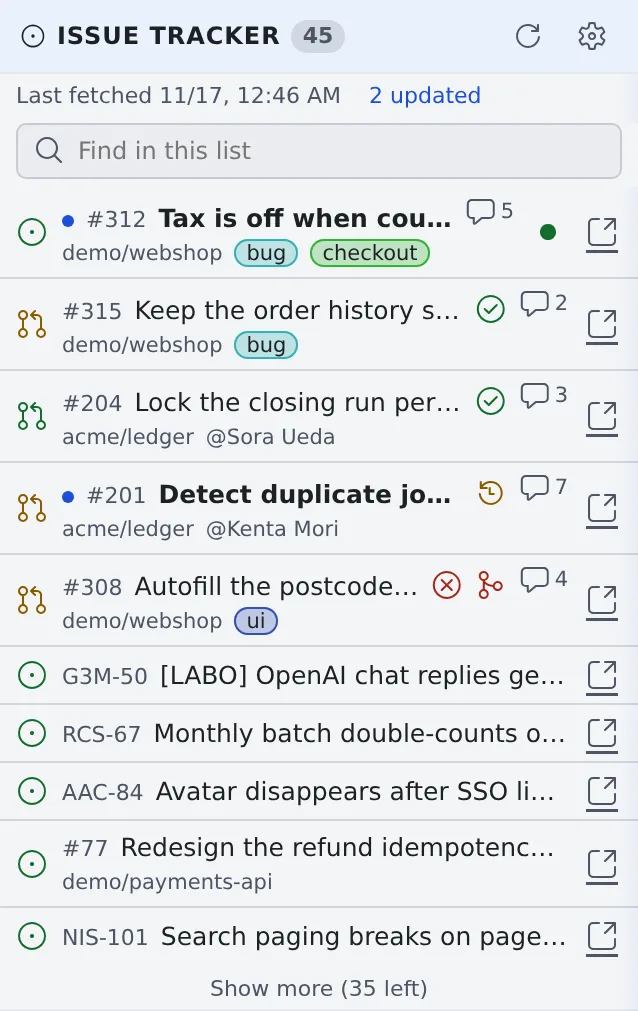 ISSUE TRACKER 45
Last fetched 11/17, 12:46 AM 2 updated
Find in this list
#312 Tax is off when cou… 5
demo/webshop bug checkout
#315 Keep the order history s… 2
demo/webshop bug
#204 Lock the closing run per… 3
acme/ledger @Sora Ueda
#201 Detect duplicate jo… 7
acme/ledger @Kenta Mori
#308 Autofill the postcode… 4
demo/webshop ui
G3M-50 [LABO] OpenAI chat replies ge…
RCS-67 Monthly batch double-counts o…
AAC-84 Avatar disappears after SSO li…
#77 Redesign the refund idempotenc…
demo/payments-api
NIS-101 Search paging breaks on page…
Show more (35 left)